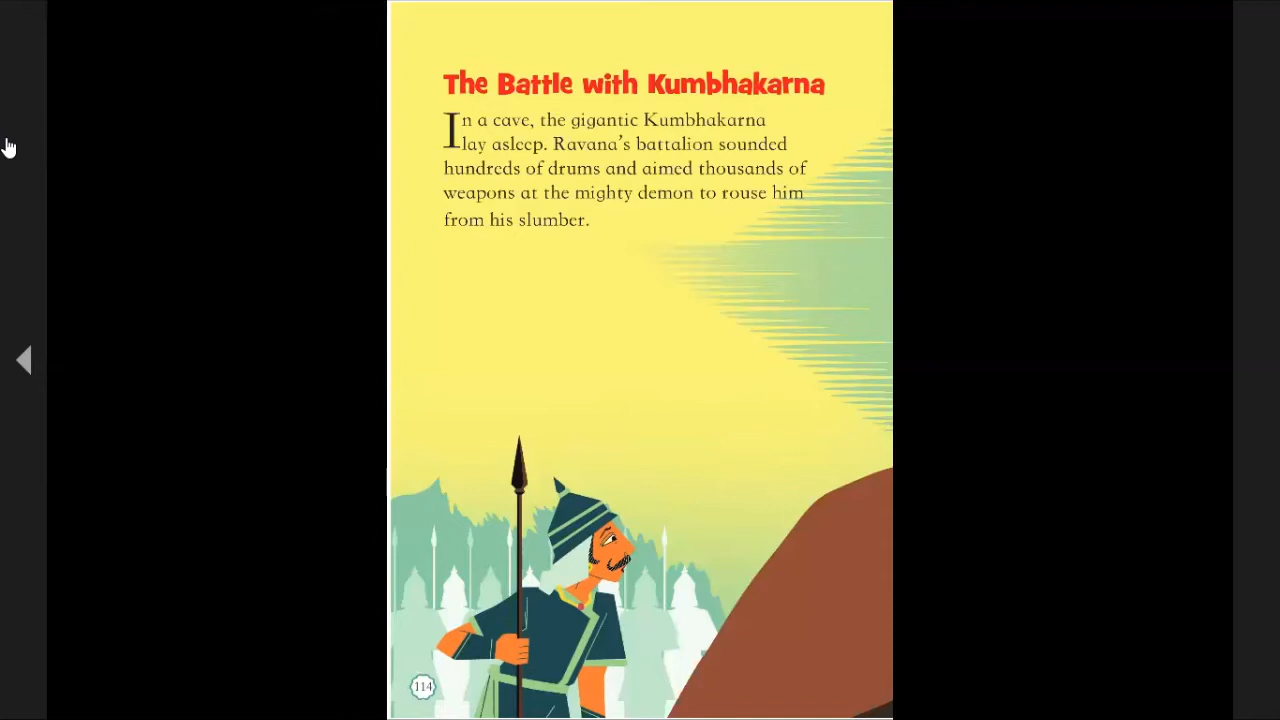 The Battle with Kumbhakarna
In a cave, the gigantic Kumbhakarna
lay asleep. Ravana's battalion sounded
hundreds of drums and aimed thousands of
weapons at the mighty demon to rouse him
from his slumber.
114